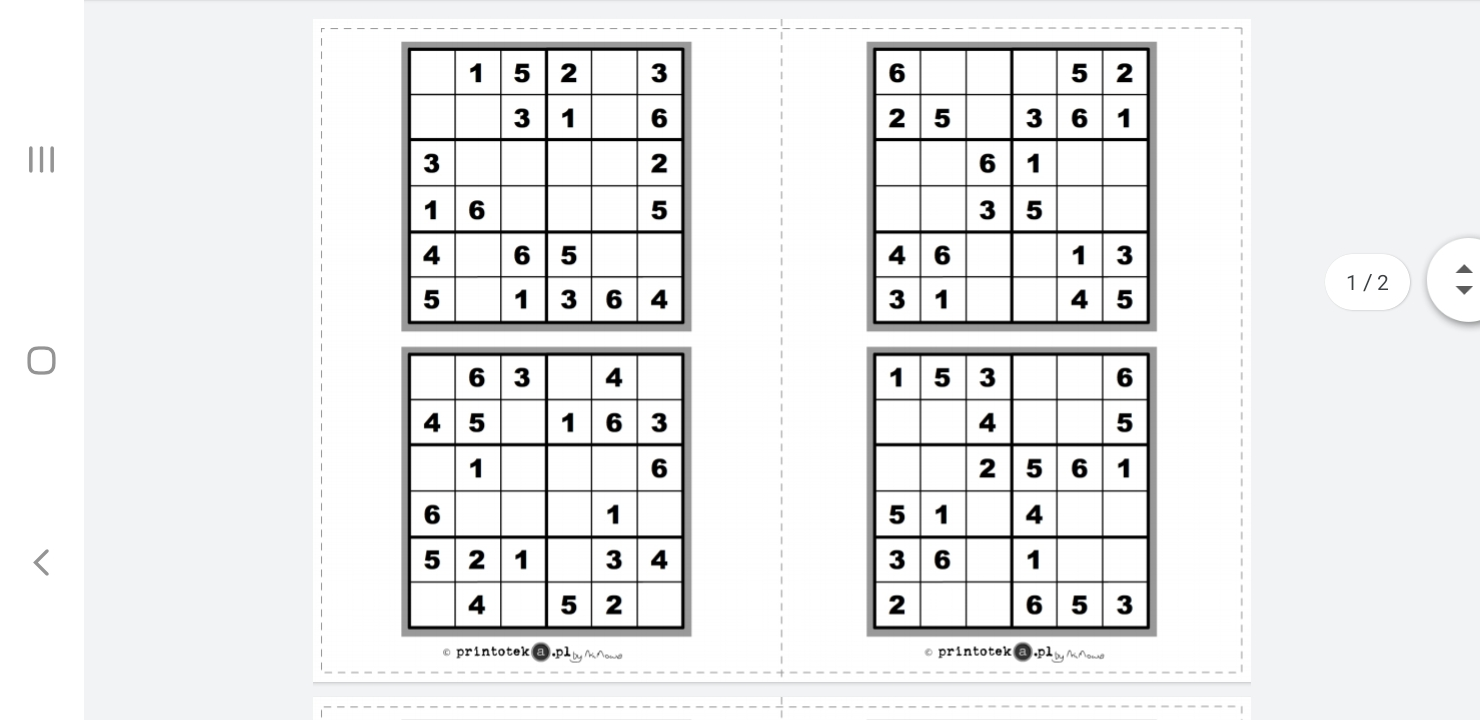 1 5 2 3
3 1 6
3 2
1 6 5
4 6 5
5 1 3 6 4
6 5 2
2 5 3 6 1
6 1
3 5
4 6 1 3
3 1 4 5
6 3 4
4 5 1 6 3
1 6
6 1
5 2 1 3 4
4 5 2
1 5 3 6
4 5
2 5 6 1
5 1 4
3 6 1
2 6 5 3
© printoteka.pl by
© printoteka.pl by
1 / 2